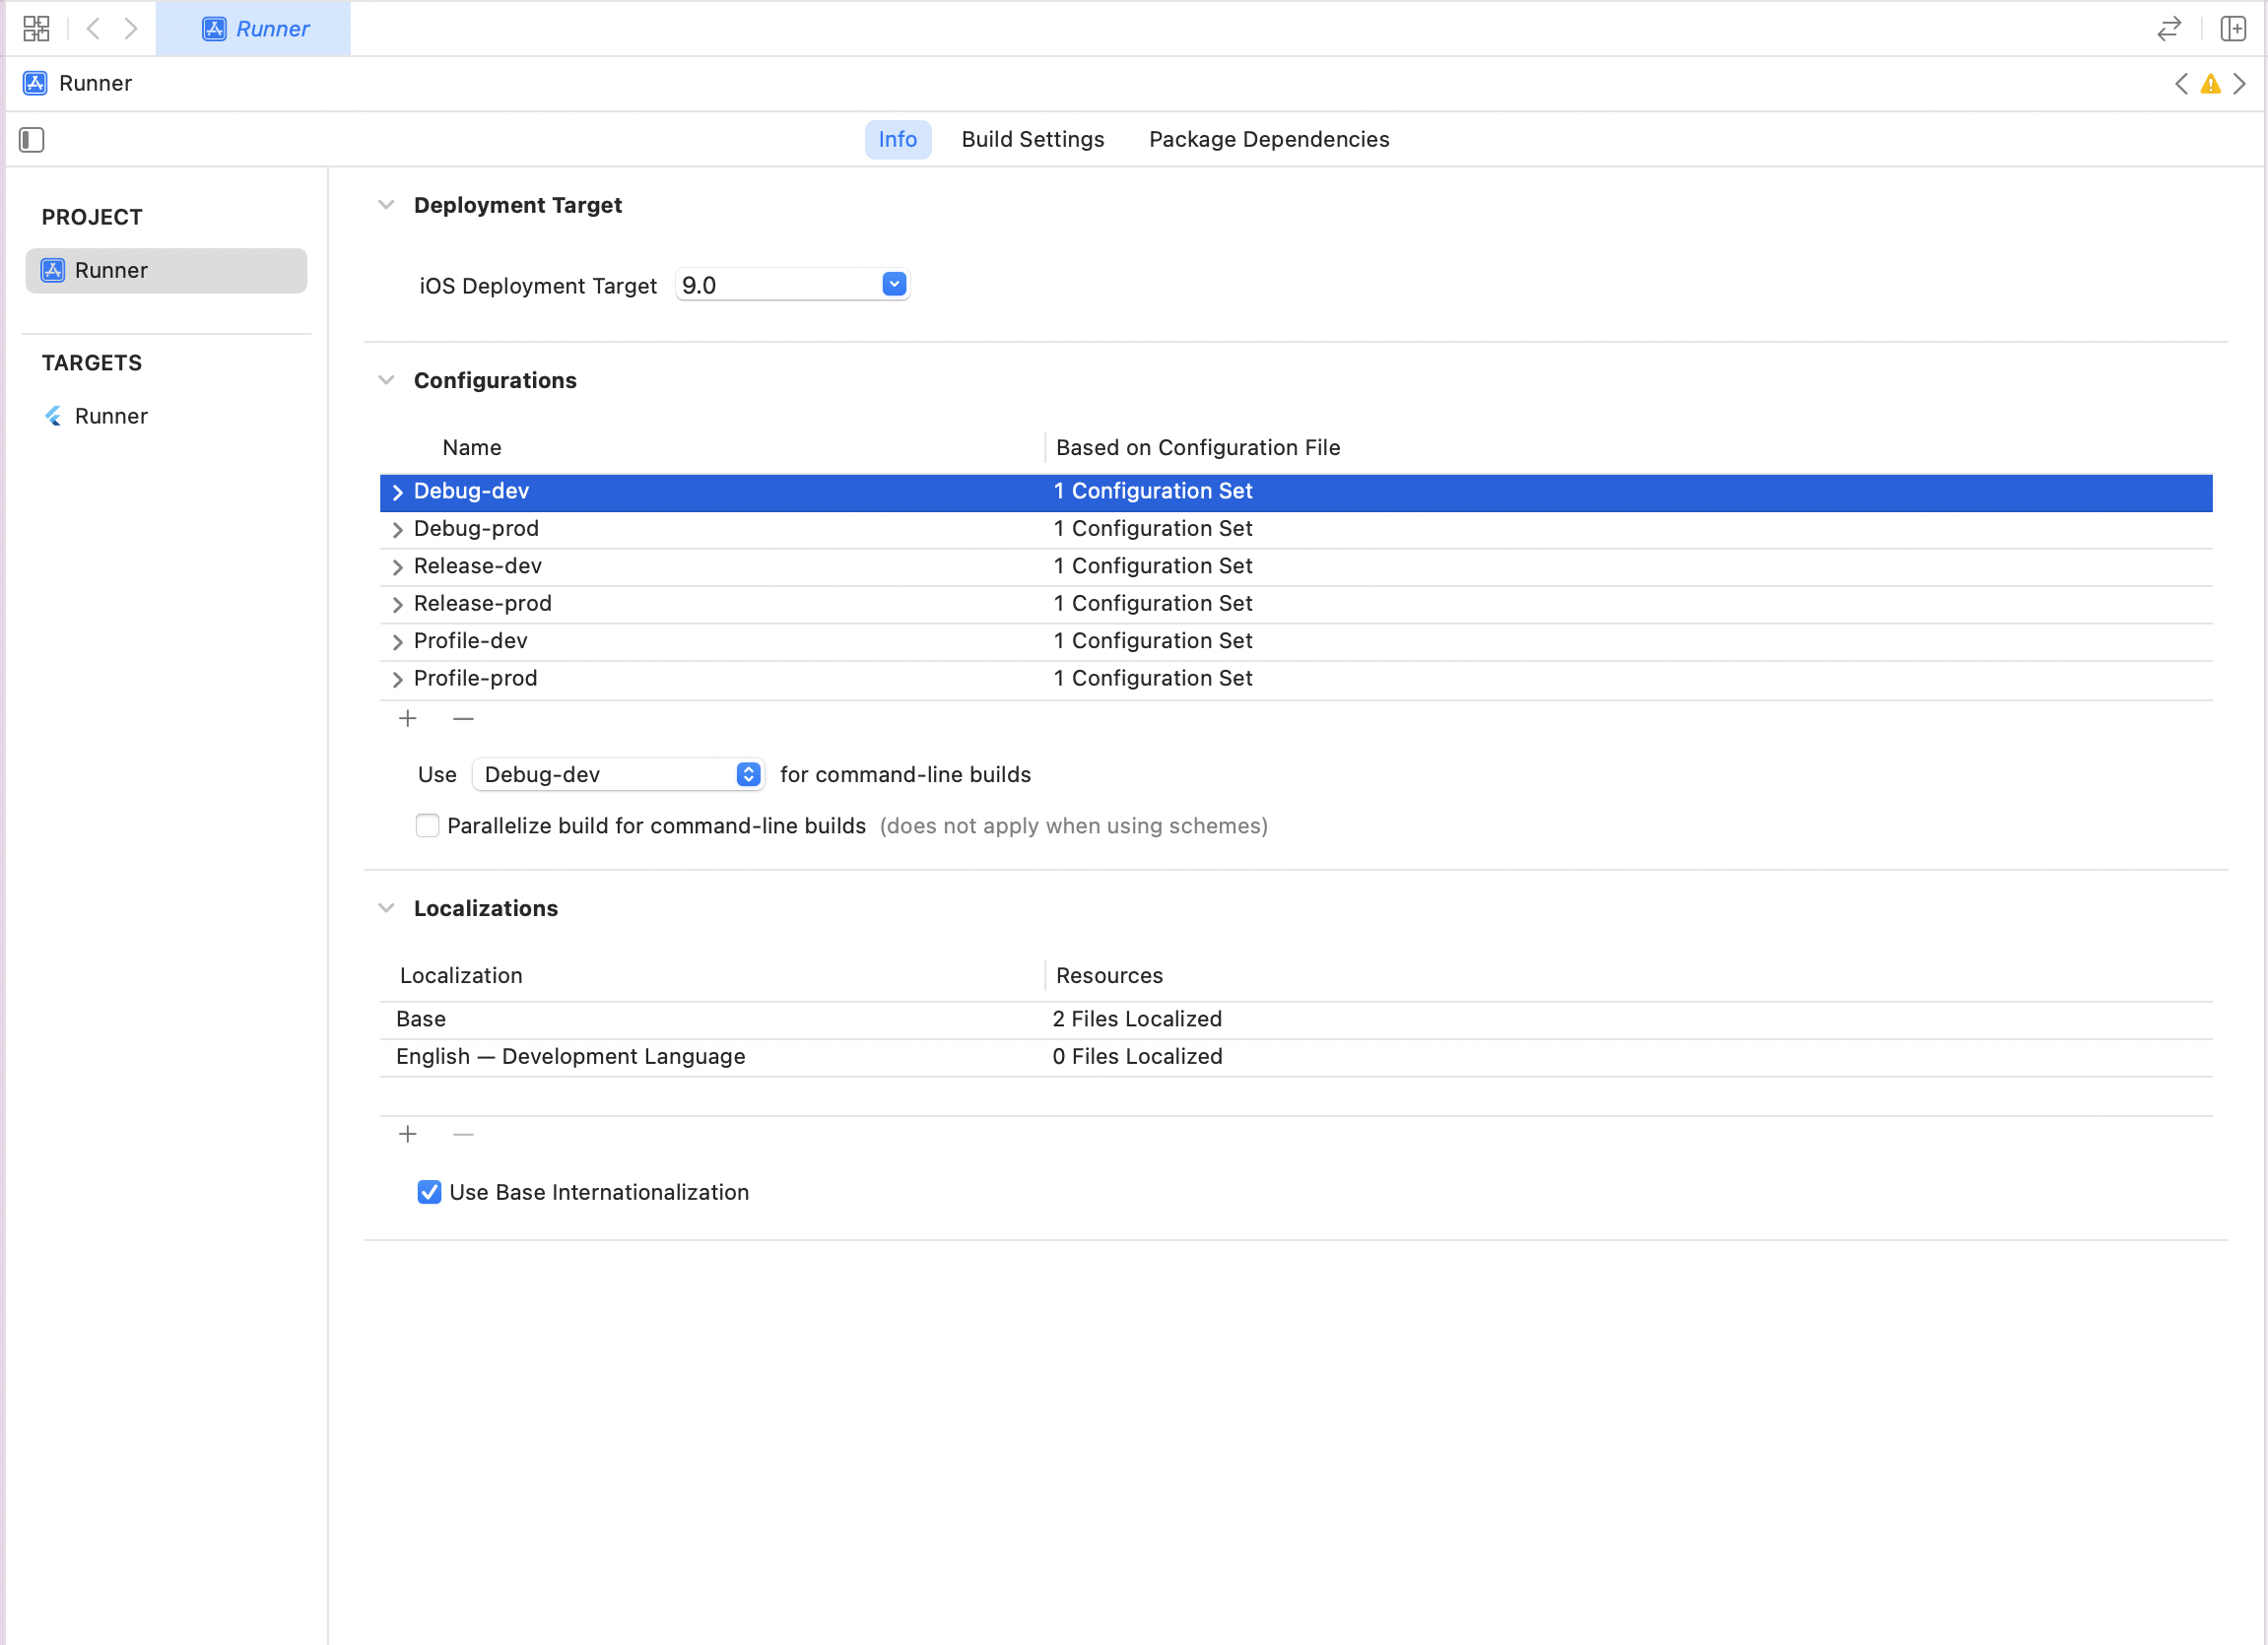 Runner
Runner
Info Build Settings Package Dependencies
PROJECT
Runner
TARGETS
Runner
Deployment Target
iOS Deployment Target 9.0
Configurations
Name Based on Configuration File
Debug-dev 1 Configuration Set
Debug-prod 1 Configuration Set
Release-dev 1 Configuration Set
Release-prod 1 Configuration Set
Profile-dev 1 Configuration Set
Profile-prod 1 Configuration Set
Use Debug-dev for command-line builds
Parallelize build for command-line builds (does not apply when using schemes)
Localizations
Localization Resources
Base 2 Files Localized
English — Development Language 0 Files Localized
Use Base Internationalization